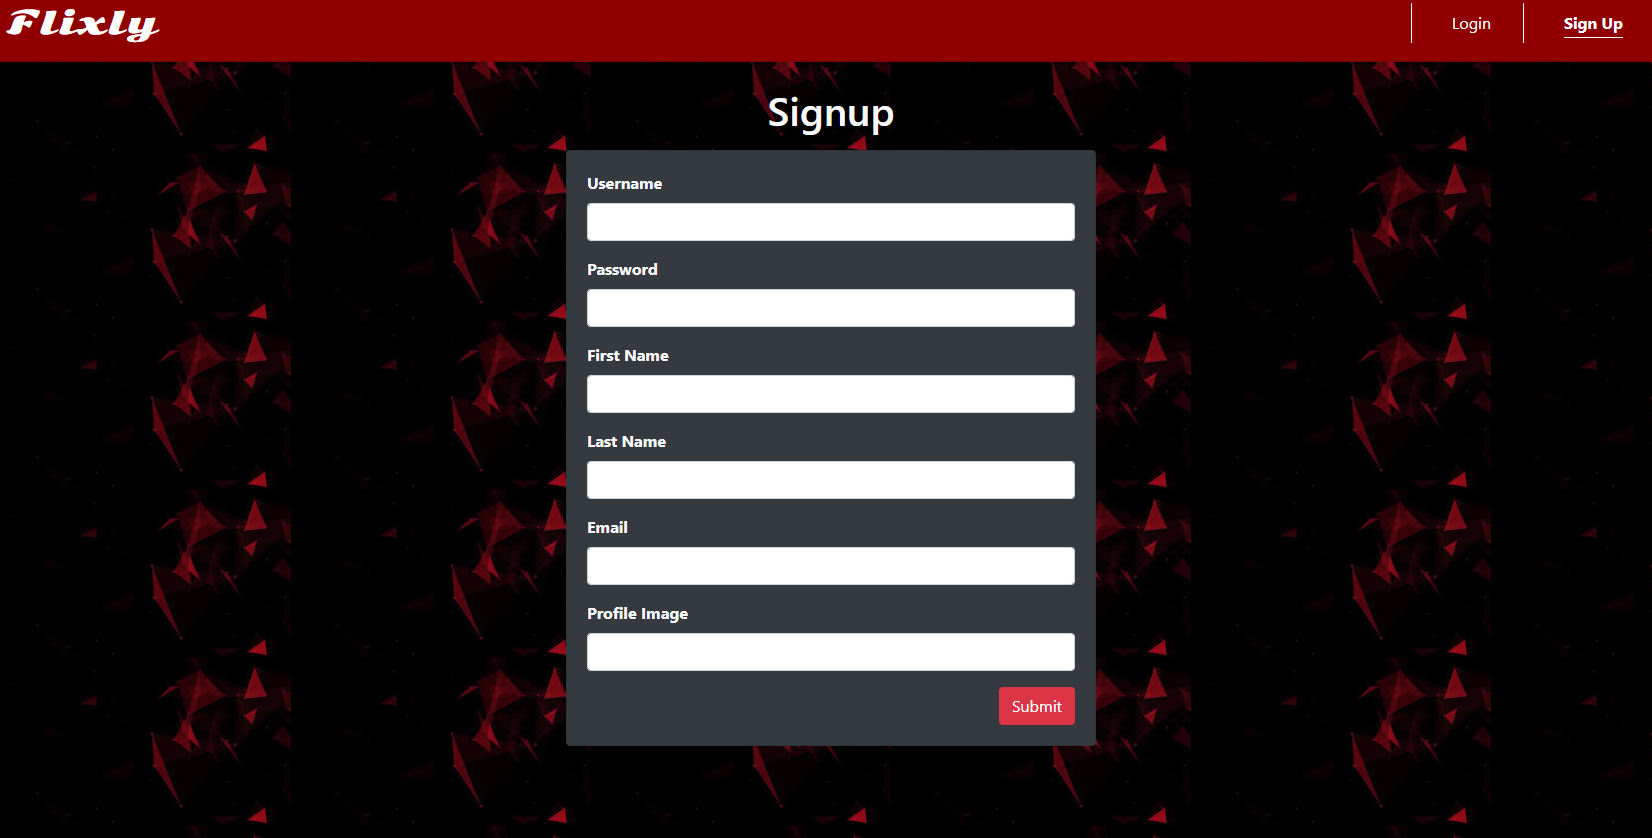 Flixly
Login
Sign Up
Signup
Username
Password
First Name
Last Name
Email
Profile Image
Submit